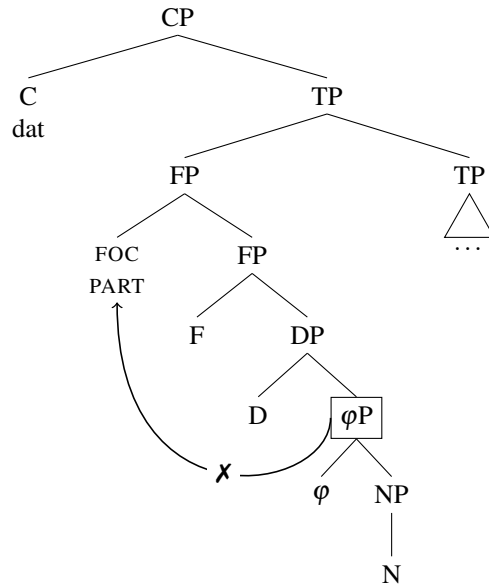 CP
C TP
dat
FP TP
FOC FP ...
PART
F DP
D φP
✗
φ NP
N